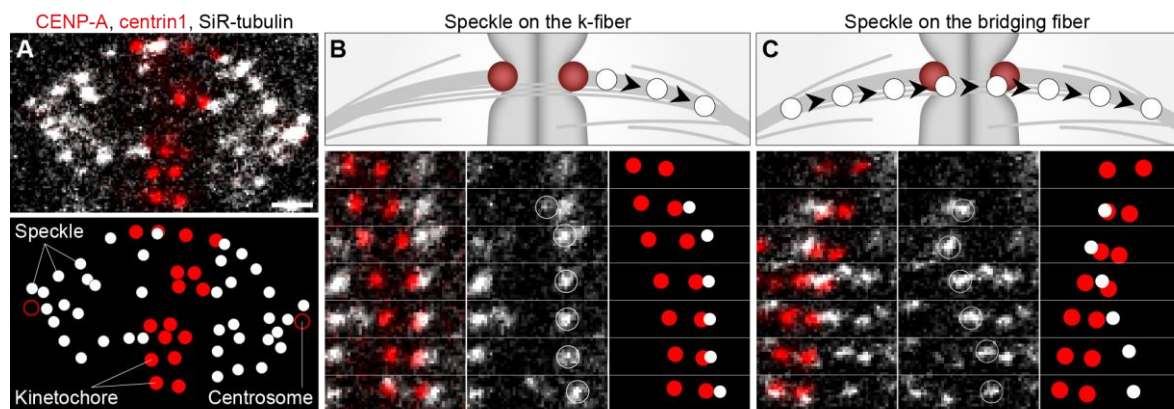 CENP-A, centrin1, SiR-tubulin
Speckle on the k-fiber
Speckle on the bridging fiber
A
B
C
Speckle
Kinetochore
Centrosome